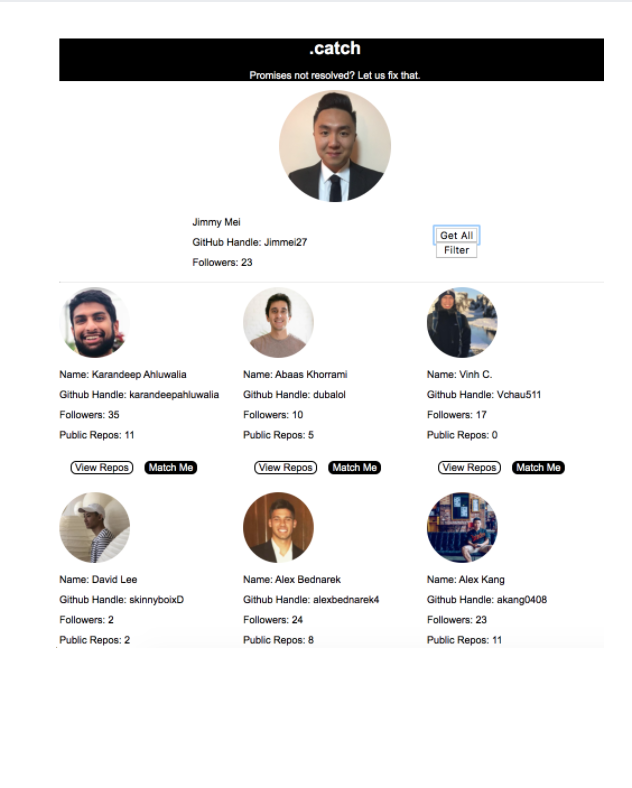 .catch
Promises not resolved? Let us fix that.
Jimmy Mei
GitHub Handle: Jimmei27
Followers: 23
Get All
Filter
Name: Karandeep Ahluwalia
Github Handle: karandeepahluwalia
Followers: 35
Public Repos: 11
View Repos Match Me
Name: Abaas Khorrami
Github Handle: dubalol
Followers: 10
Public Repos: 5
View Repos Match Me
Name: Vinh C.
Github Handle: Vchau511
Followers: 17
Public Repos: 0
View Repos Match Me
Name: David Lee
Github Handle: skinnyboixD
Followers: 2
Public Repos: 2
Name: Alex Bednarek
Github Handle: alexbednarek4
Followers: 24
Public Repos: 8
Name: Alex Kang
Github Handle: akang0408
Followers: 23
Public Repos: 11